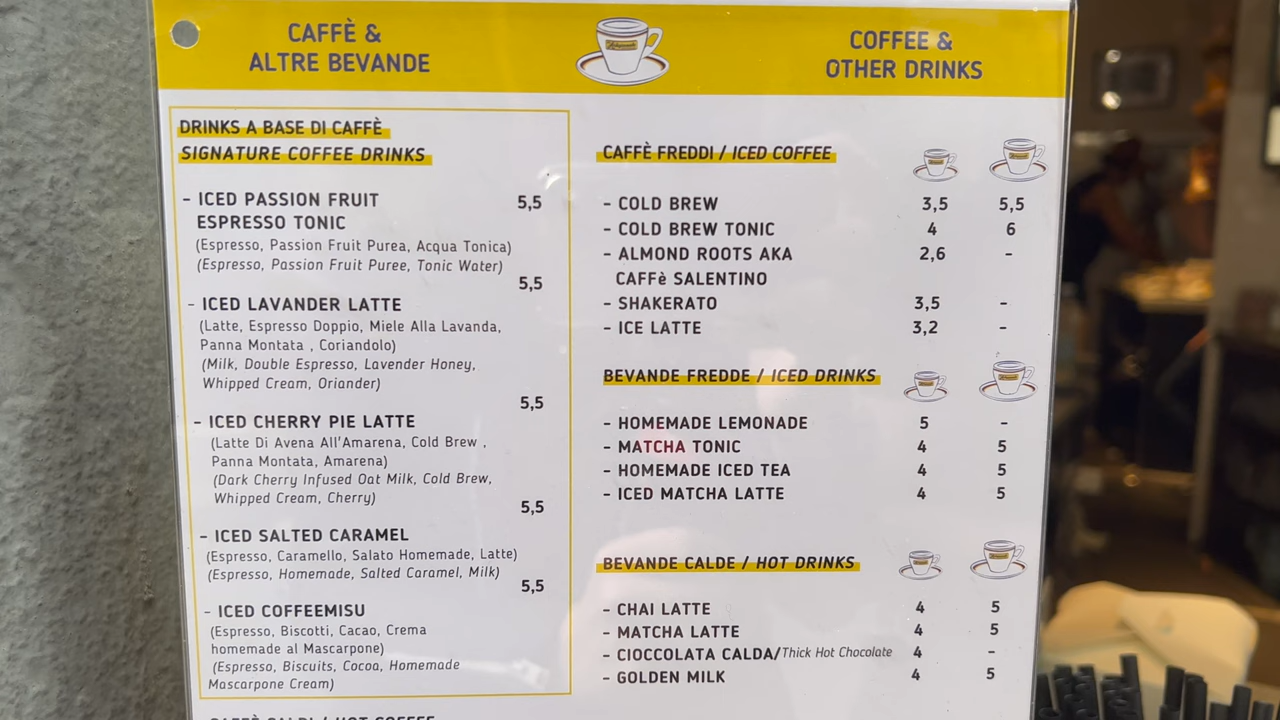 CAFFÈ &
ALTRE BEVANDE
COFFEE &
OTHER DRINKS
DRINKS A BASE DI CAFFÈ
SIGNATURE COFFEE DRINKS
- ICED PASSION FRUIT 5,5
ESPRESSO TONIC
(Espresso, Passion Fruit Purea, Acqua Tonica)
(Espresso, Passion Fruit Puree, Tonic Water)
5,5
- ICED LAVANDER LATTE
(Latte, Espresso Doppio, Miele Alla Lavanda,
Panna Montata , Coriandolo)
(Milk, Double Espresso, Lavender Honey,
Whipped Cream, Oriander)
5,5
- ICED CHERRY PIE LATTE
(Latte Di Avena All'Amarena, Cold Brew ,
Panna Montata, Amarena)
(Dark Cherry Infused Oat Milk, Cold Brew,
Whipped Cream, Cherry)
5,5
- ICED SALTED CARAMEL
(Espresso, Caramello, Salato Homemade, Latte)
(Espresso, Homemade, Salted Caramel, Milk)
5,5
- ICED COFFEEMISU
(Espresso, Biscotti, Cacao, Crema
homemade al Mascarpone)
(Espresso, Biscuits, Cocoa, Homemade
Mascarpone Cream)
CAFFÈ CALDI / HOT COFFEE
CAFFÈ FREDDI / ICED COFFEE
- COLD BREW 3,5 5,5
- COLD BREW TONIC 4 6
- ALMOND ROOTS AKA 2,6 -
CAFFè SALENTINO
- SHAKERATO 3,5 -
- ICE LATTE 3,2 -
BEVANDE FREDDE / ICED DRINKS
- HOMEMADE LEMONADE 5 -
- MATCHA TONIC 4 5
- HOMEMADE ICED TEA 4 5
- ICED MATCHA LATTE 4 5
BEVANDE CALDE / HOT DRINKS
- CHAI LATTE 4 5
- MATCHA LATTE 4 5
- CIOCCOLATA CALDA/Thick Hot Chocolate 4 -
- GOLDEN MILK 4 5